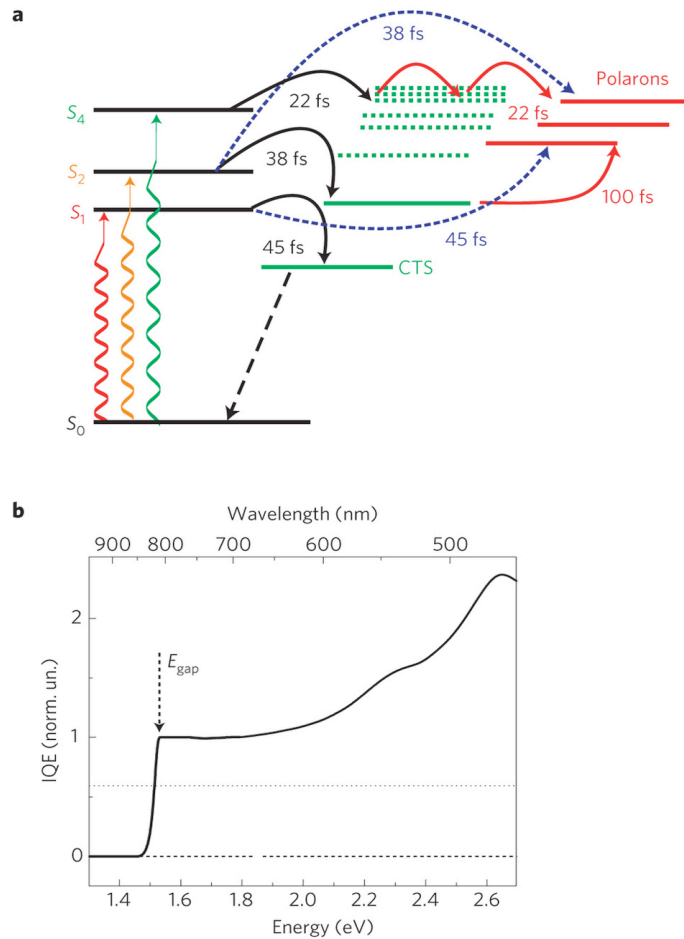 a
38 fs
Polarons
22 fs
S4
22 fs
38 fs
S2
S1
100 fs
45 fs
45 fs
CTS
S0
b
Wavelength (nm)
900 800 700 600 500
2
Egap
IQE (norm. un.)
1
0
1.4 1.6 1.8 2.0 2.2 2.4 2.6
Energy (eV)